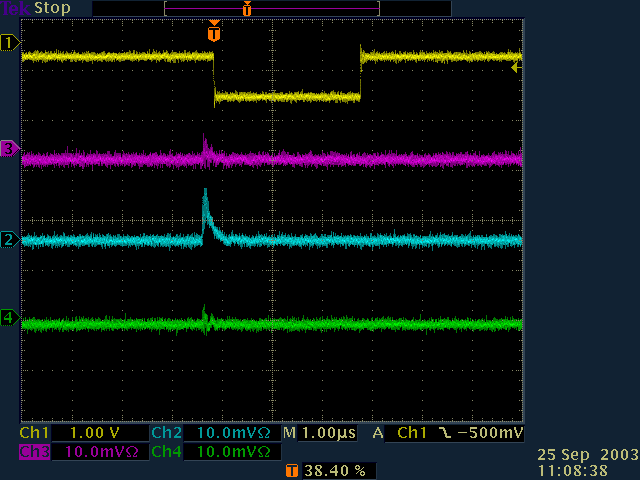 Tek Stop
T
T
1
3
2
4
Ch1 1.00 V Ch2 10.0mVΩ M 1.00µs A Ch1 -500mV
Ch3 10.0mVΩ Ch4 10.0mVΩ
25 Sep 2003
T 38.40 % 11:08:38